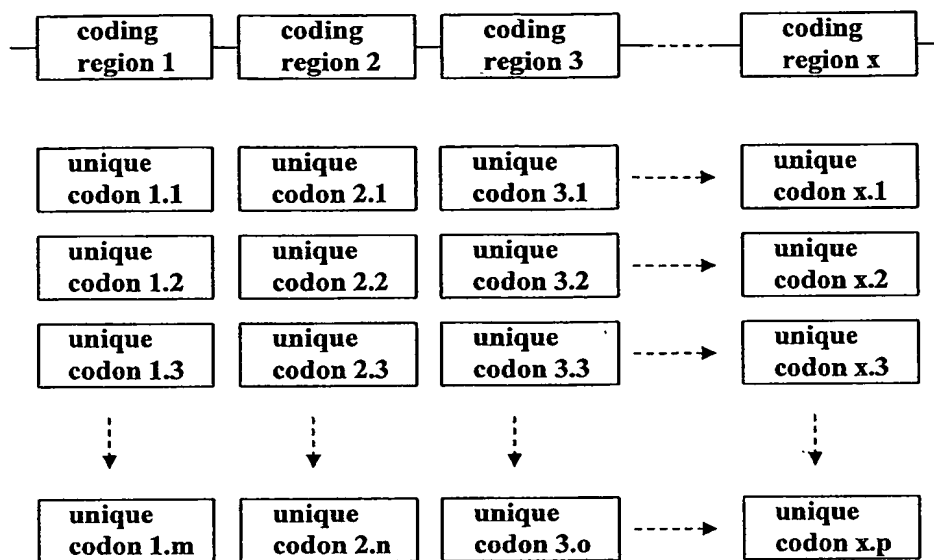 coding coding coding coding
region 1 region 2 region 3 region x
unique unique unique unique
codon 1.1 codon 2.1 codon 3.1 codon x.1
unique unique unique unique
codon 1.2 codon 2.2 codon 3.2 codon x.2
unique unique unique unique
codon 1.3 codon 2.3 codon 3.3 codon x.3
unique unique unique unique
codon 1.m codon 2.n codon 3.o codon x.p